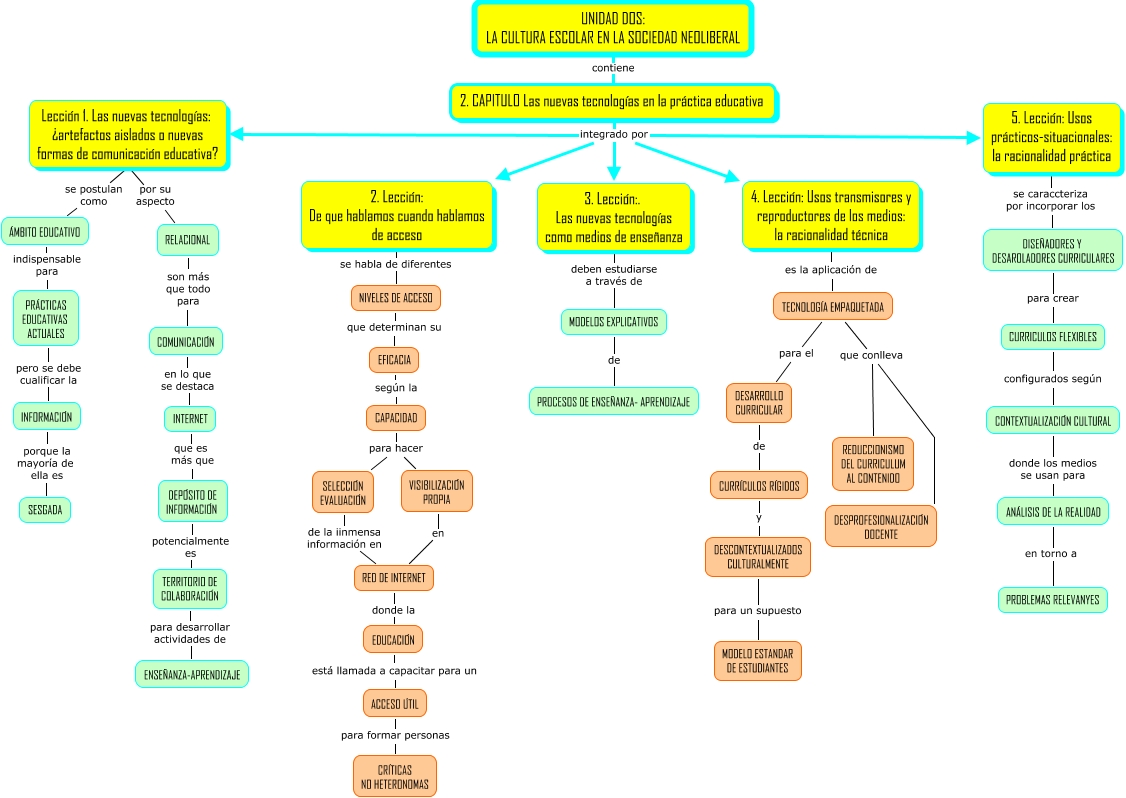 UNIDAD DOS:
LA CULTURA ESCOLAR EN LA SOCIEDAD NEOLIBERAL
contiene
2. CAPITULO Las nuevas tecnologías en la práctica educativa
integrado por
Lección 1. Las nuevas tecnologías:
¿artefactos aislados o nuevas
formas de comunicación educativa?
se postulan
como
ÁMBITO EDUCATIVO
indispensable
para
PRÁCTICAS
EDUCATIVAS
ACTUALES
pero se debe
cualificar la
INFORMACIÓN
porque la
mayoría de
ella es
SESGADA
por su
aspecto
RELACIONAL
son más
que todo
para
COMUNICACIÓN
en lo que
se destaca
INTERNET
que es
más que
DEPÓSITO DE
INFORMACIÓN
potencialmente
es
TERRITORIO DE
COLABORACIÓN
para desarrollar
actividades de
ENSEÑANZA-APRENDIZAJE
2. Lección:
De que hablamos cuando hablamos
de acceso
se habla de diferentes
NIVELES DE ACCESO
que determinan su
EFICACIA
según la
CAPACIDAD
para hacer
SELECCIÓN
EVALUACIÓN
de la iinmensa
información en
VISIBILIZACIÓN
PROPIA
en
RED DE INTERNET
donde la
EDUCACIÓN
está llamada a capacitar para un
ACCESO ÚTIL
para formar personas
CRÍTICAS
NO HETERONOMAS
3. Lección:.
Las nuevas tecnologías
como medios de enseñanza
deben estudiarse
a través de
MODELOS EXPLICATIVOS
de
PROCESOS DE ENSEÑANZA- APRENDIZAJE
4. Lección: Usos transmisores y
reproductores de los medios:
la racionalidad técnica
es la aplicación de
TECNOLOGÍA EMPAQUETADA
para el
DESARROLLO
CURRICULAR
de
CURRÍCULOS RÍGIDOS
y
DESCONTEXTUALIZADOS
CULTURALMENTE
para un supuesto
MODELO ESTANDAR
DE ESTUDIANTES
que conlleva
REDUCCIONISMO
DEL CURRICULUM
AL CONTENIDO
DESPROFESIONALIZACIÓN
DOCENTE
5. Lección: Usos
prácticos-situacionales:
la racionalidad práctica
se caraccteriza
por incorporar los
DISEÑADORES Y
DESAROLLADORES CURRICULARES
para crear
CURRICULOS FLEXIBLES
configurados según
CONTEXTUALIZACIÓN CULTURAL
donde los medios
se usan para
ANÁLISIS DE LA REALIDAD
en torno a
PROBLEMAS RELEVANYES